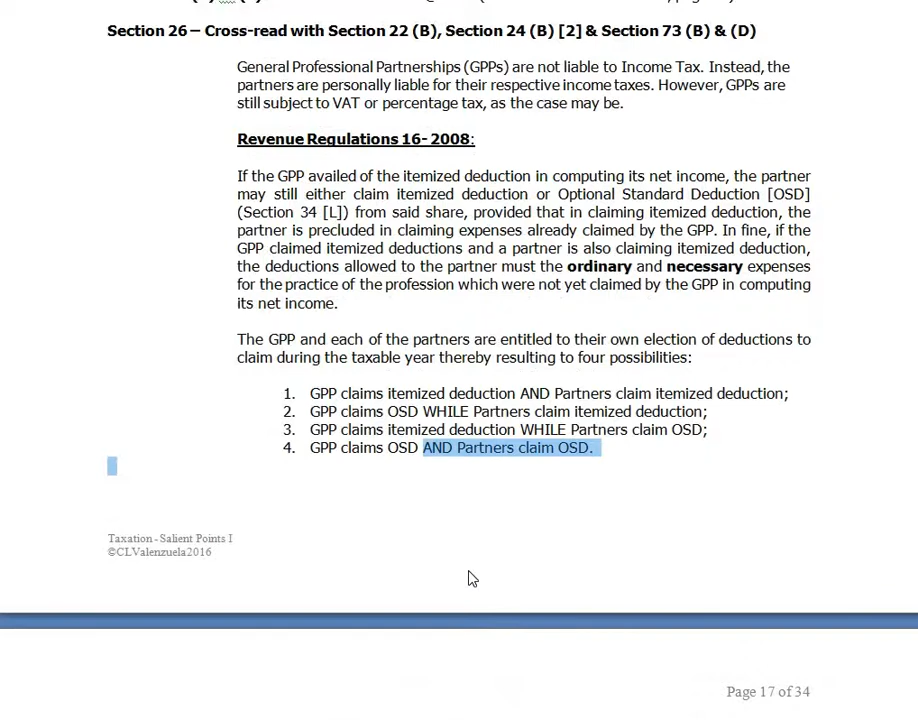 Section 26 – Cross-read with Section 22 (B), Section 24 (B) [2] & Section 73 (B) & (D)
General Professional Partnerships (GPPs) are not liable to Income Tax. Instead, the
partners are personally liable for their respective income taxes. However, GPPs are
still subject to VAT or percentage tax, as the case may be.
Revenue Regulations 16- 2008:
If the GPP availed of the itemized deduction in computing its net income, the partner
may still either claim itemized deduction or Optional Standard Deduction [OSD]
(Section 34 [L]) from said share, provided that in claiming itemized deduction, the
partner is precluded in claiming expenses already claimed by the GPP. In fine, if the
GPP claimed itemized deductions and a partner is also claiming itemized deduction,
the deductions allowed to the partner must the ordinary and necessary expenses
for the practice of the profession which were not yet claimed by the GPP in computing
its net income.
The GPP and each of the partners are entitled to their own election of deductions to
claim during the taxable year thereby resulting to four possibilities:
1. GPP claims itemized deduction AND Partners claim itemized deduction;
2. GPP claims OSD WHILE Partners claim itemized deduction;
3. GPP claims itemized deduction WHILE Partners claim OSD;
4. GPP claims OSD AND Partners claim OSD.
Taxation - Salient Points I
©CLValenzuela2016
Page 17 of 34